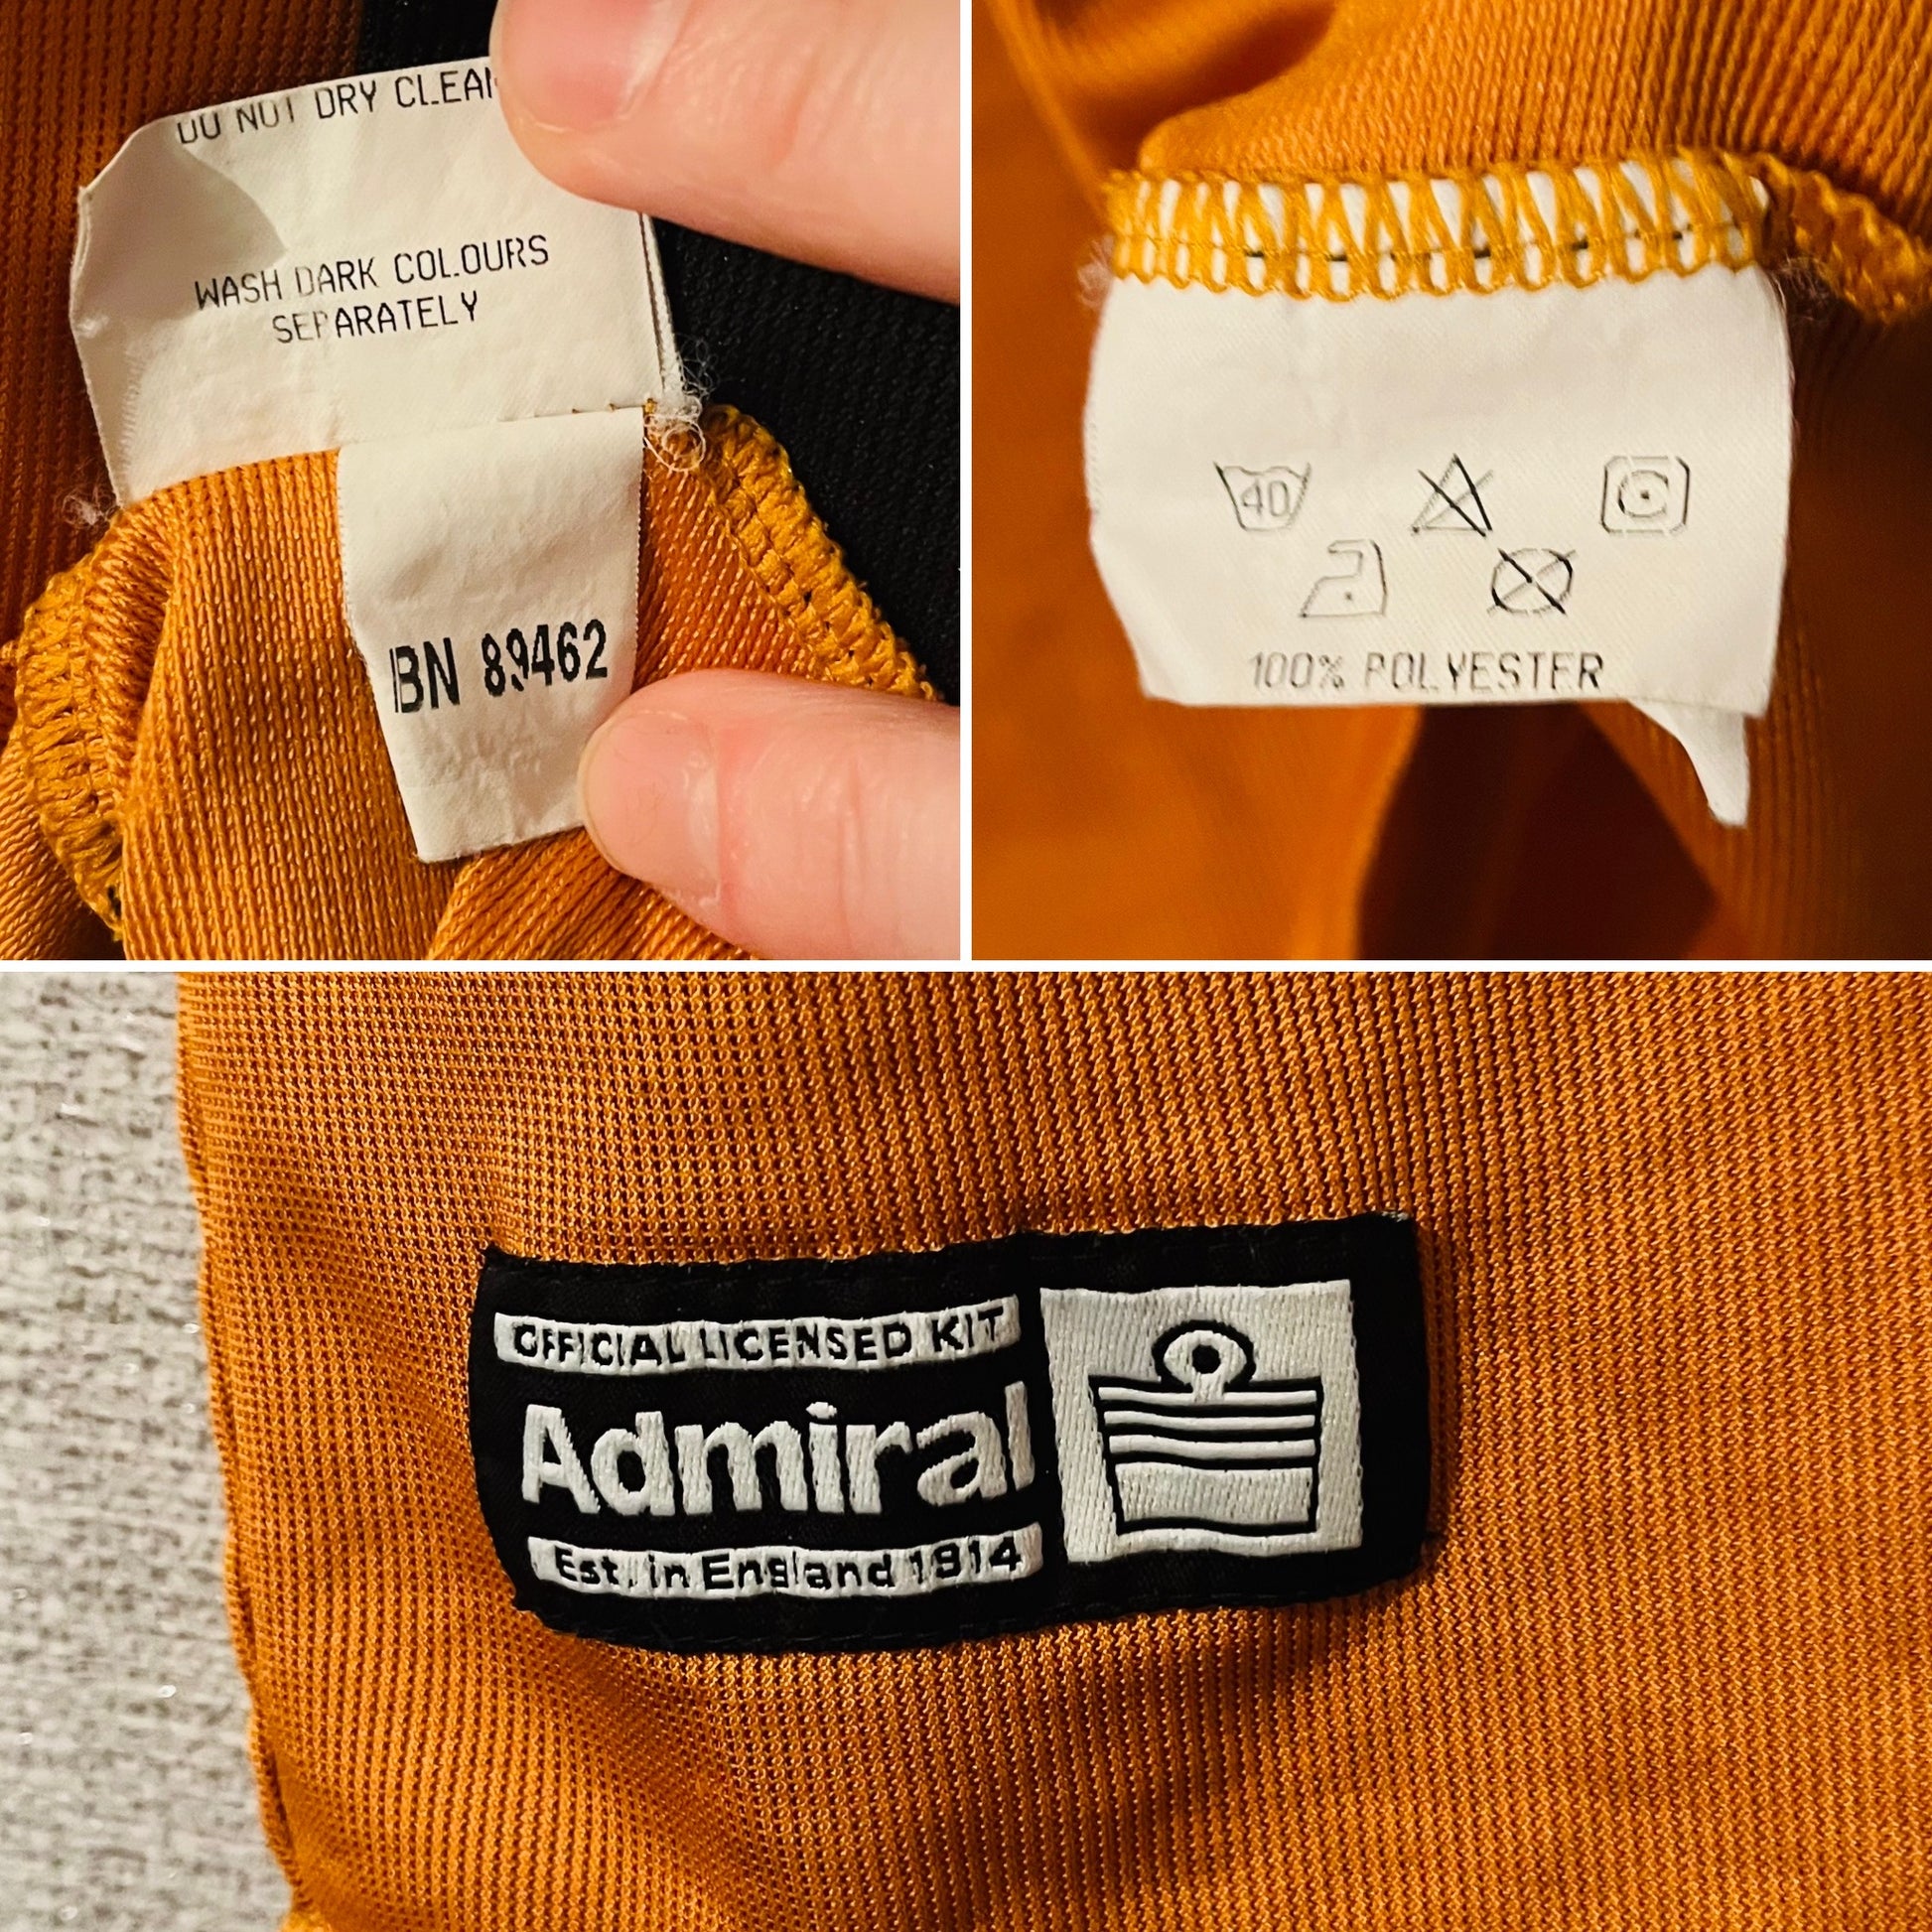 DO NOT DRY CLEAN
WASH DARK COLOURS
SEPARATELY
BN 89462
40
100% POLYESTER
OFFICIAL LICENSED KIT
Admiral
Est. in England 1914